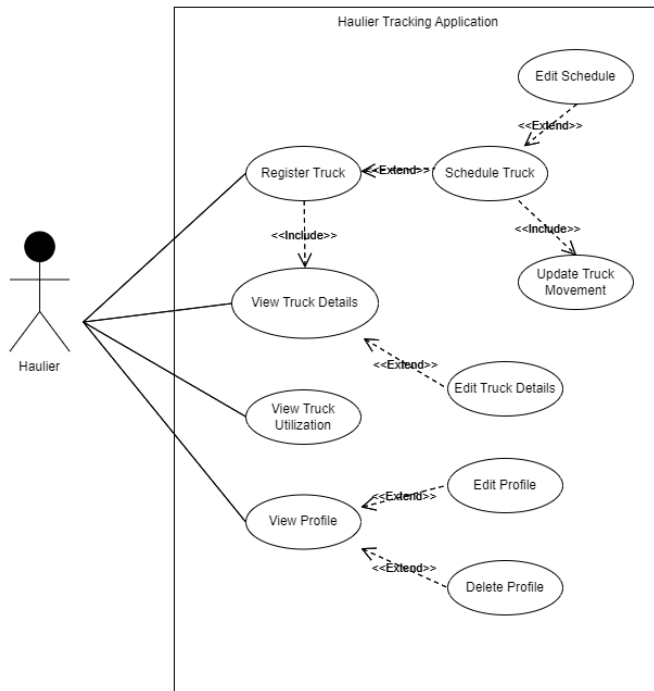 Haulier Tracking Application
Edit Schedule
<<Extend>>
Register Truck
<<Extend>>
Schedule Truck
<<Include>>
<<Include>>
View Truck Details
Update Truck
Movement
Haulier
<<Extend>>
Edit Truck Details
View Truck
Utilization
Edit Profile
<<Extend>>
View Profile
<<Extend>>
Delete Profile